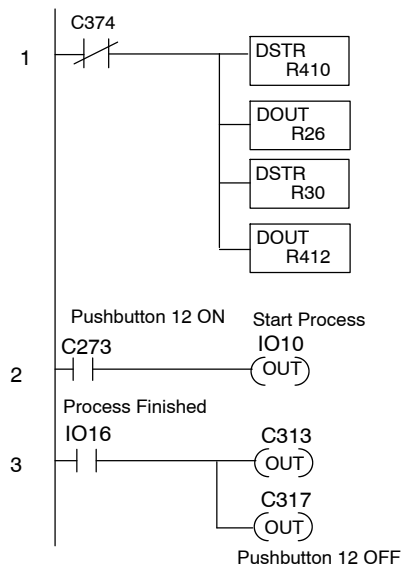 C374
1
DSTR
R410
DOUT
R26
DSTR
R30
DOUT
R412
Pushbutton 12 ON
Start Process
C273
IO10
2
OUT
Process Finished
IO16
C313
3
OUT
C317
OUT
Pushbutton 12 OFF